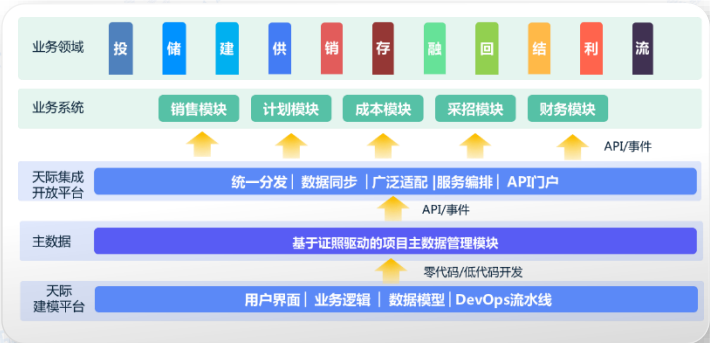 业务领域 投 储 建 供 销 存 融 回 结 利 流
业务系统 销售模块 计划模块 成本模块 采招模块 财务模块
API/事件
天际集成
开放平台
统一分发| 数据同步 |广泛适配 |服务编排| API门户
API/事件
主数据 基于证照驱动的项目主数据管理模块
零代码/低代码开发
天际
建模平台
用户界面| 业务逻辑 | 数据模型|DevOps流水线